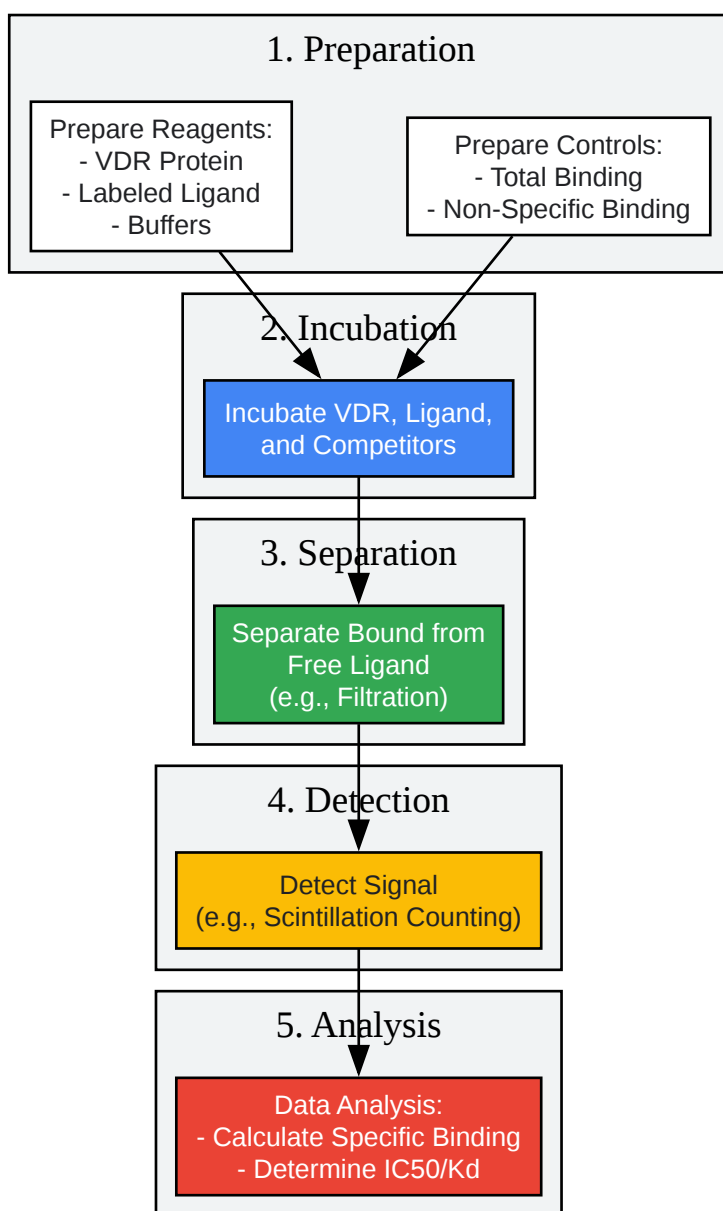 1. Preparation
Prepare Reagents:
- VDR Protein
- Labeled Ligand
- Buffers
Prepare Controls:
- Total Binding
- Non-Specific Binding
2. Incubation
Incubate VDR, Ligand,
and Competitors
3. Separation
Separate Bound from
Free Ligand
(e.g., Filtration)
4. Detection
Detect Signal
(e.g., Scintillation Counting)
5. Analysis
Data Analysis:
- Calculate Specific Binding
- Determine IC50/Kd